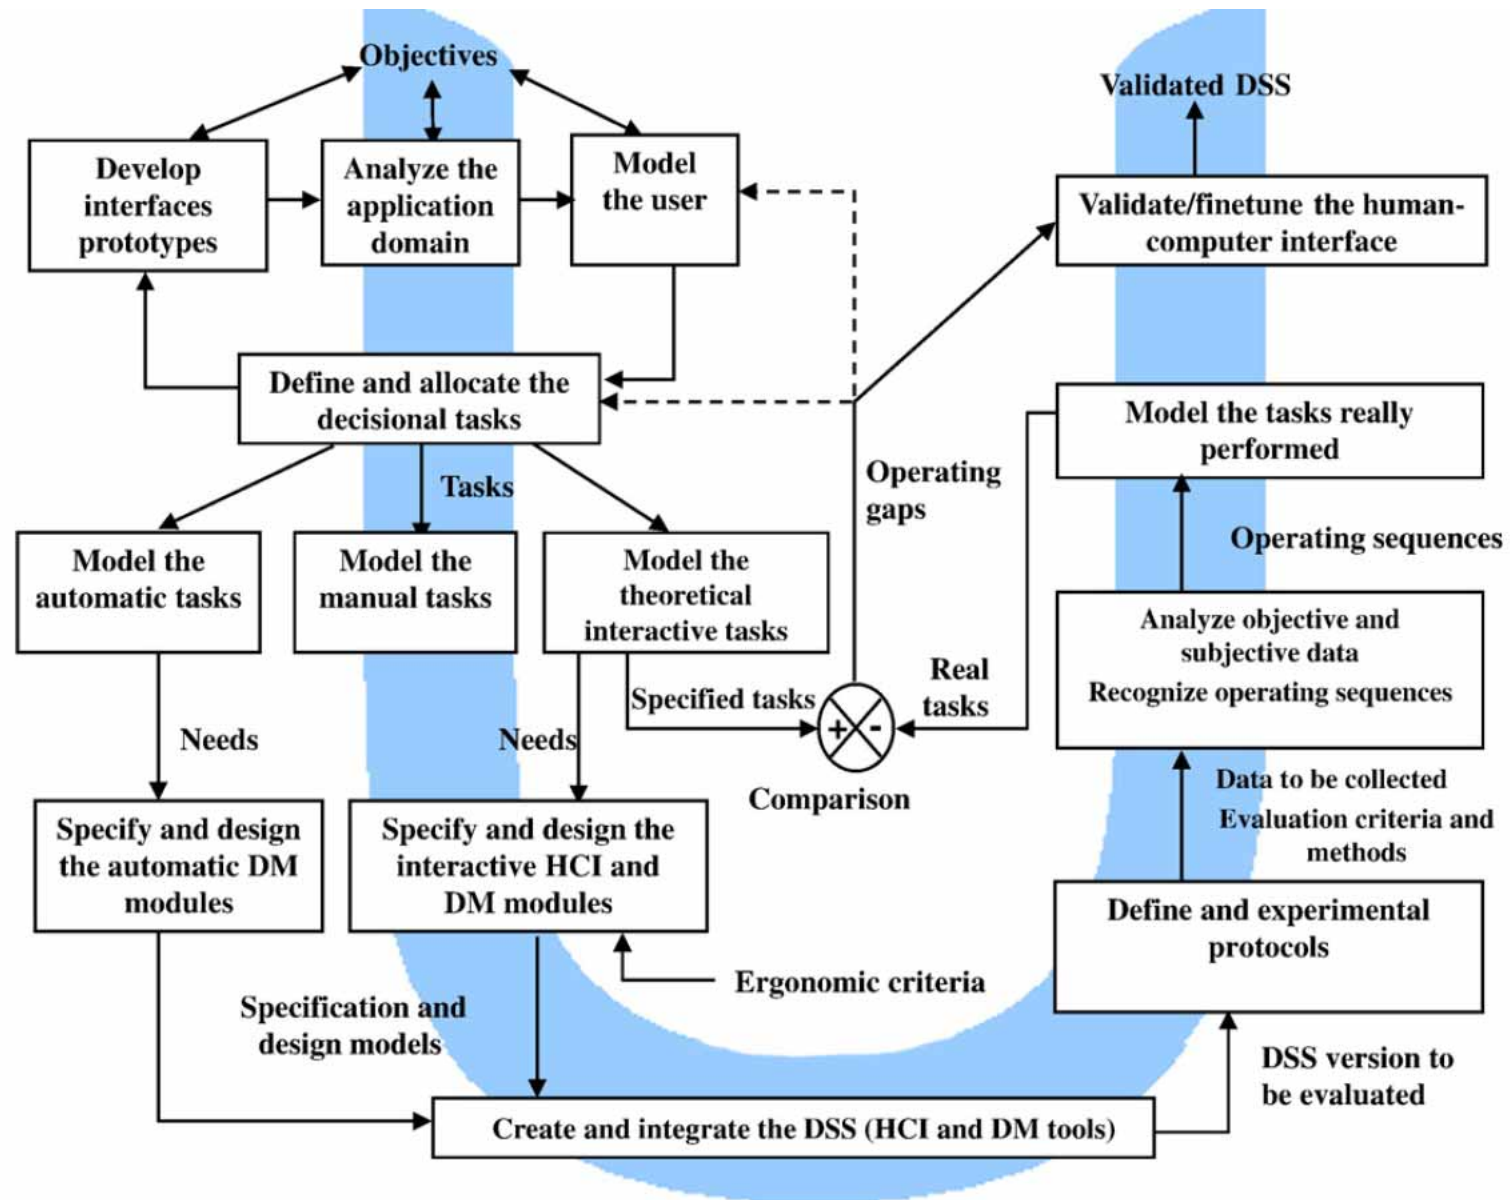 Objectives
Develop
interfaces
prototypes
Analyze the
application
domain
Model
the user
Define and allocate the
decisional tasks
Tasks
Model the
automatic tasks
Model the
manual tasks
Model the
theoretical
interactive tasks
Needs
Needs
Specified tasks
+
-
Comparison
Real
tasks
Operating
gaps
Specify and design
the automatic DM
modules
Specify and design the
interactive HCI and
DM modules
Ergonomic criteria
Specification and
design models
Create and integrate the DSS (HCI and DM tools)
DSS version to
be evaluated
Define and experimental
protocols
Data to be collected
Evaluation criteria and
methods
Analyze objective and
subjective data
Recognize operating sequences
Operating sequences
Model the tasks really
performed
Validate/finetune the human-
computer interface
Validated DSS